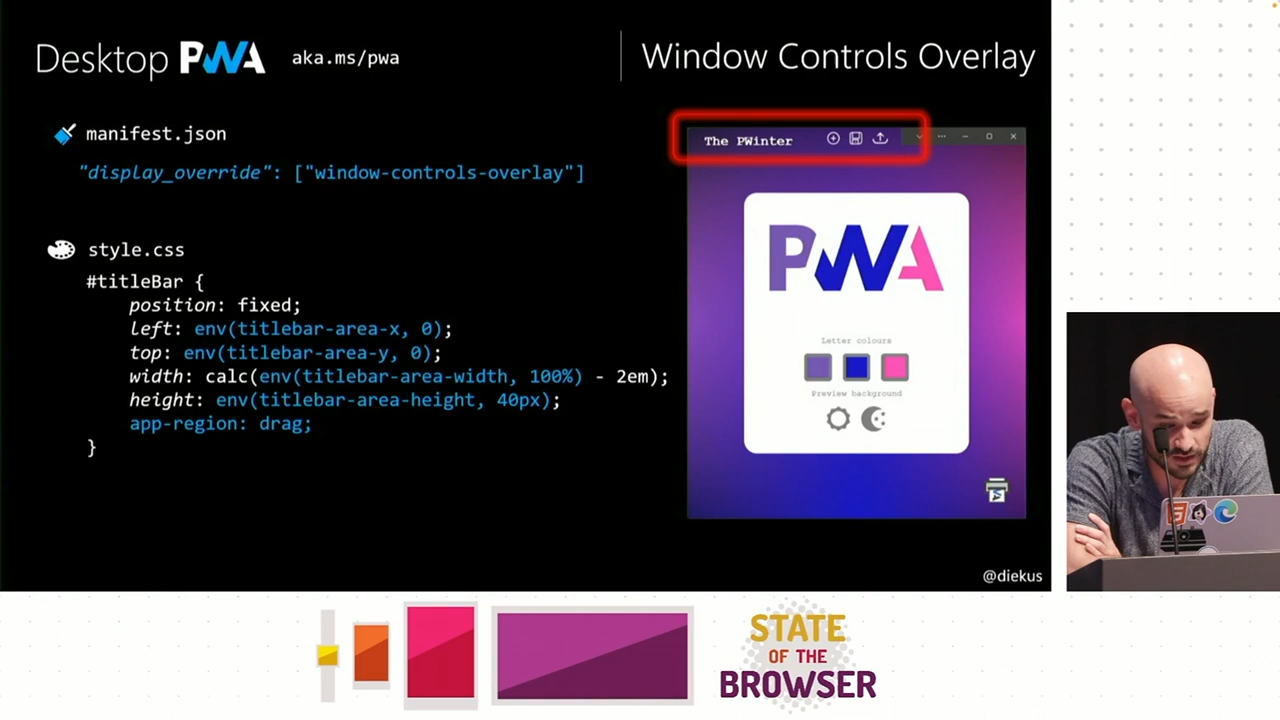 Desktop PWA aka.ms/pwa
Window Controls Overlay
manifest.json
"display_override": ["window-controls-overlay"]
style.css
#titleBar {
position: fixed;
left: env(titlebar-area-x, 0);
top: env(titlebar-area-y, 0);
width: calc(env(titlebar-area-width, 100%) - 2em);
height: env(titlebar-area-height, 40px);
app-region: drag;
}
The PWinter
PWA
Letter colours
Preview background
@diekus
STATE
OF THE
BROWSER